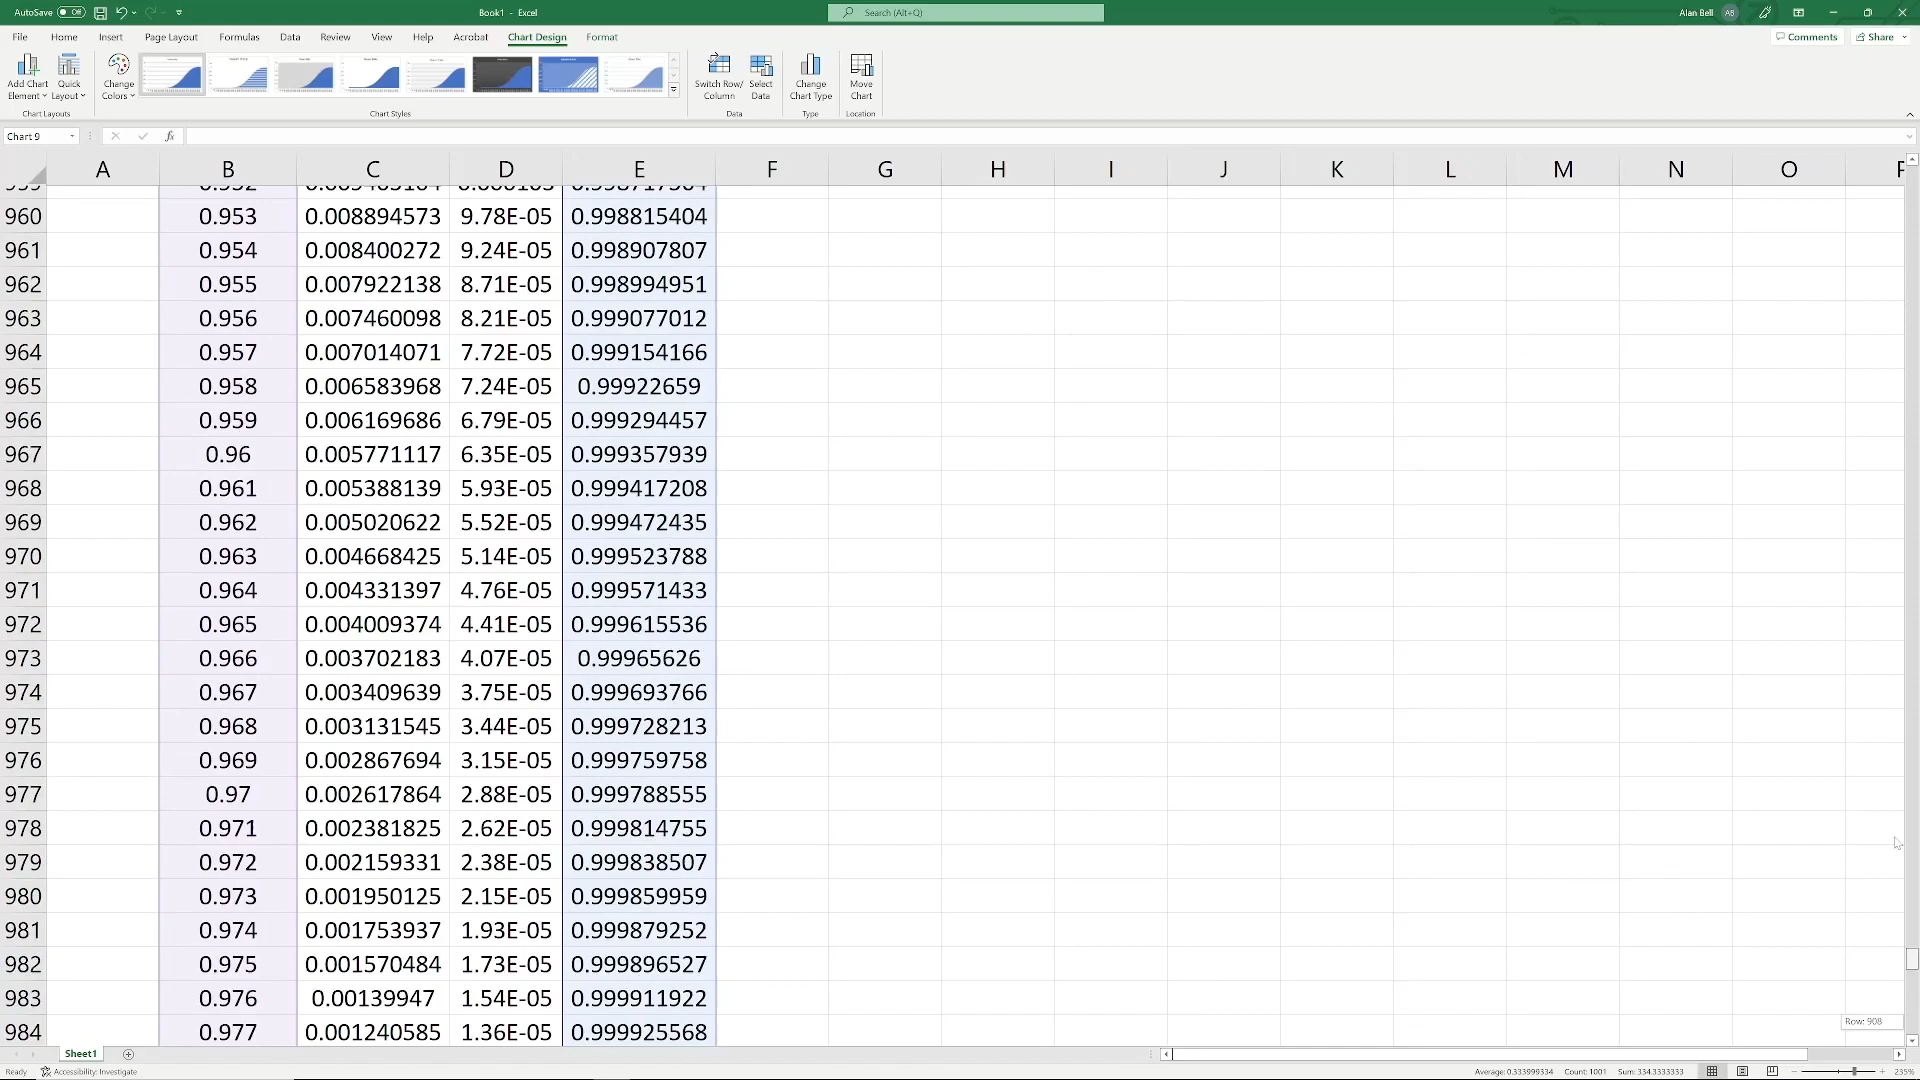 AutoSave Off
Book1 - Excel
Search (Alt+Q)
Alan Bell AB
File Home Insert Page Layout Formulas Data Review View Help Acrobat Chart Design Format
Comments Share
Add Chart Element Quick Layout
Change Colors
Switch Row/ Column Select Data
Change Chart Type
Move Chart
Chart Layouts Chart Styles Data Type Location
Chart 9 fx
A B C D E F G H I J K L M N O
960 0.953 0.008894573 9.78E-05 0.998815404
961 0.954 0.008400272 9.24E-05 0.998907807
962 0.955 0.007922138 8.71E-05 0.998994951
963 0.956 0.007460098 8.21E-05 0.999077012
964 0.957 0.007014071 7.72E-05 0.999154166
965 0.958 0.006583968 7.24E-05 0.99922659
966 0.959 0.006169686 6.79E-05 0.999294457
967 0.96 0.005771117 6.35E-05 0.999357939
968 0.961 0.005388139 5.93E-05 0.999417208
969 0.962 0.005020622 5.52E-05 0.999472435
970 0.963 0.004668425 5.14E-05 0.999523788
971 0.964 0.004331397 4.76E-05 0.999571433
972 0.965 0.004009374 4.41E-05 0.999615536
973 0.966 0.003702183 4.07E-05 0.99965626
974 0.967 0.003409639 3.75E-05 0.999693766
975 0.968 0.003131545 3.44E-05 0.999728213
976 0.969 0.002867694 3.15E-05 0.999759758
977 0.97 0.002617864 2.88E-05 0.999788555
978 0.971 0.002381825 2.62E-05 0.999814755
979 0.972 0.002159331 2.38E-05 0.999838507
980 0.973 0.001950125 2.15E-05 0.999859959
981 0.974 0.001753937 1.93E-05 0.999879252
982 0.975 0.001570484 1.73E-05 0.999896527
983 0.976 0.00139947 1.54E-05 0.999911922
984 0.977 0.001240585 1.36E-05 0.999925568
Row: 908
Sheet1
Ready Accessibility: Investigate
Average: 0.333999334 Count: 1001 Sum: 334.3333333
235%